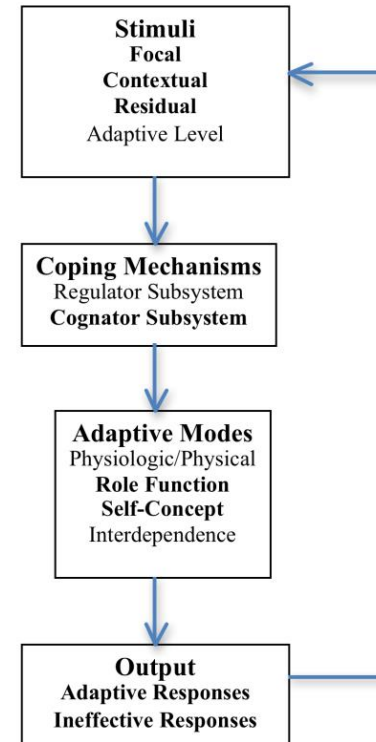 Stimuli
Focal
Contextual
Residual
Adaptive Level
Coping Mechanisms
Regulator Subsystem
Cognator Subsystem
Adaptive Modes
Physiologic/Physical
Role Function
Self-Concept
Interdependence
Output
Adaptive Responses
Ineffective Responses